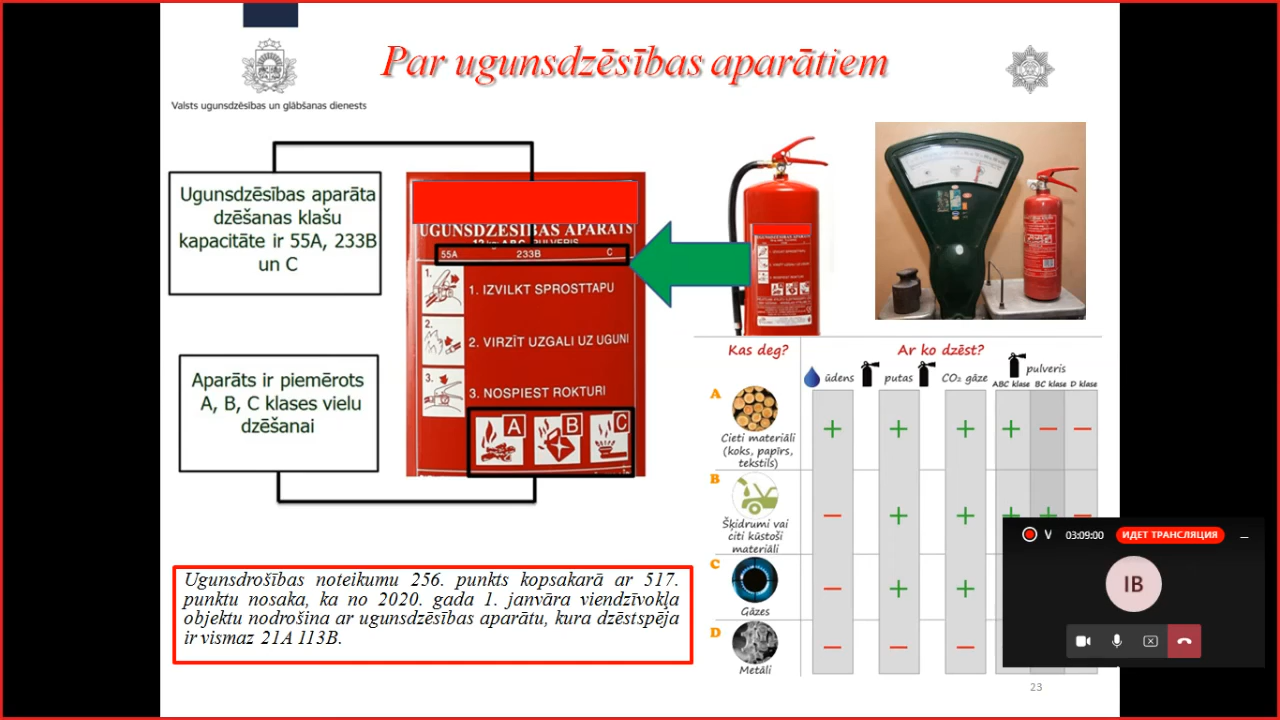 Par ugunsdzēsības aparātiem
Valsts ugunsdzēsības un glābšanas dienests
Ugunsdzēsības aparāta
dzēšanas klašu
kapacitāte ir 55A, 233B
un C
Aparāts ir piemērots
A, B, C klases vielu
dzēšanai
UGUNSDZĒSĪBAS APARĀTS
PULVERIS
55A 233B C
1. IZVILKT SPROSTTAPU
2. VIRZĪT UZGALI UZ UGUNI
3. NOSPIEST ROKTURI
1.
2.
3.
A B C
Kas deg? Ar ko dzēst?
ūdens putas CO₂ gāze pulveris
ABC klase BC klase D klase
A
Cieti materiāli
(koks, papīrs,
tekstils)
+ + + + − −
B
Šķidrumi vai
citi kūstoši
materiāli
− + + + + −
C
Gāzes
− + +
D
Metāli
− − −
Ugunsdrošības noteikumu 256. punkts kopsakarā ar 517.
punktu nosaka, ka no 2020. gada 1. janvāra viendzīvokļa
objektu nodrošina ar ugunsdzēsības aparātu, kura dzēstspēja
ir vismaz 21A 113B.
V 03:09:00 ИДЕТ ТРАНСЛЯЦИЯ
IB
23